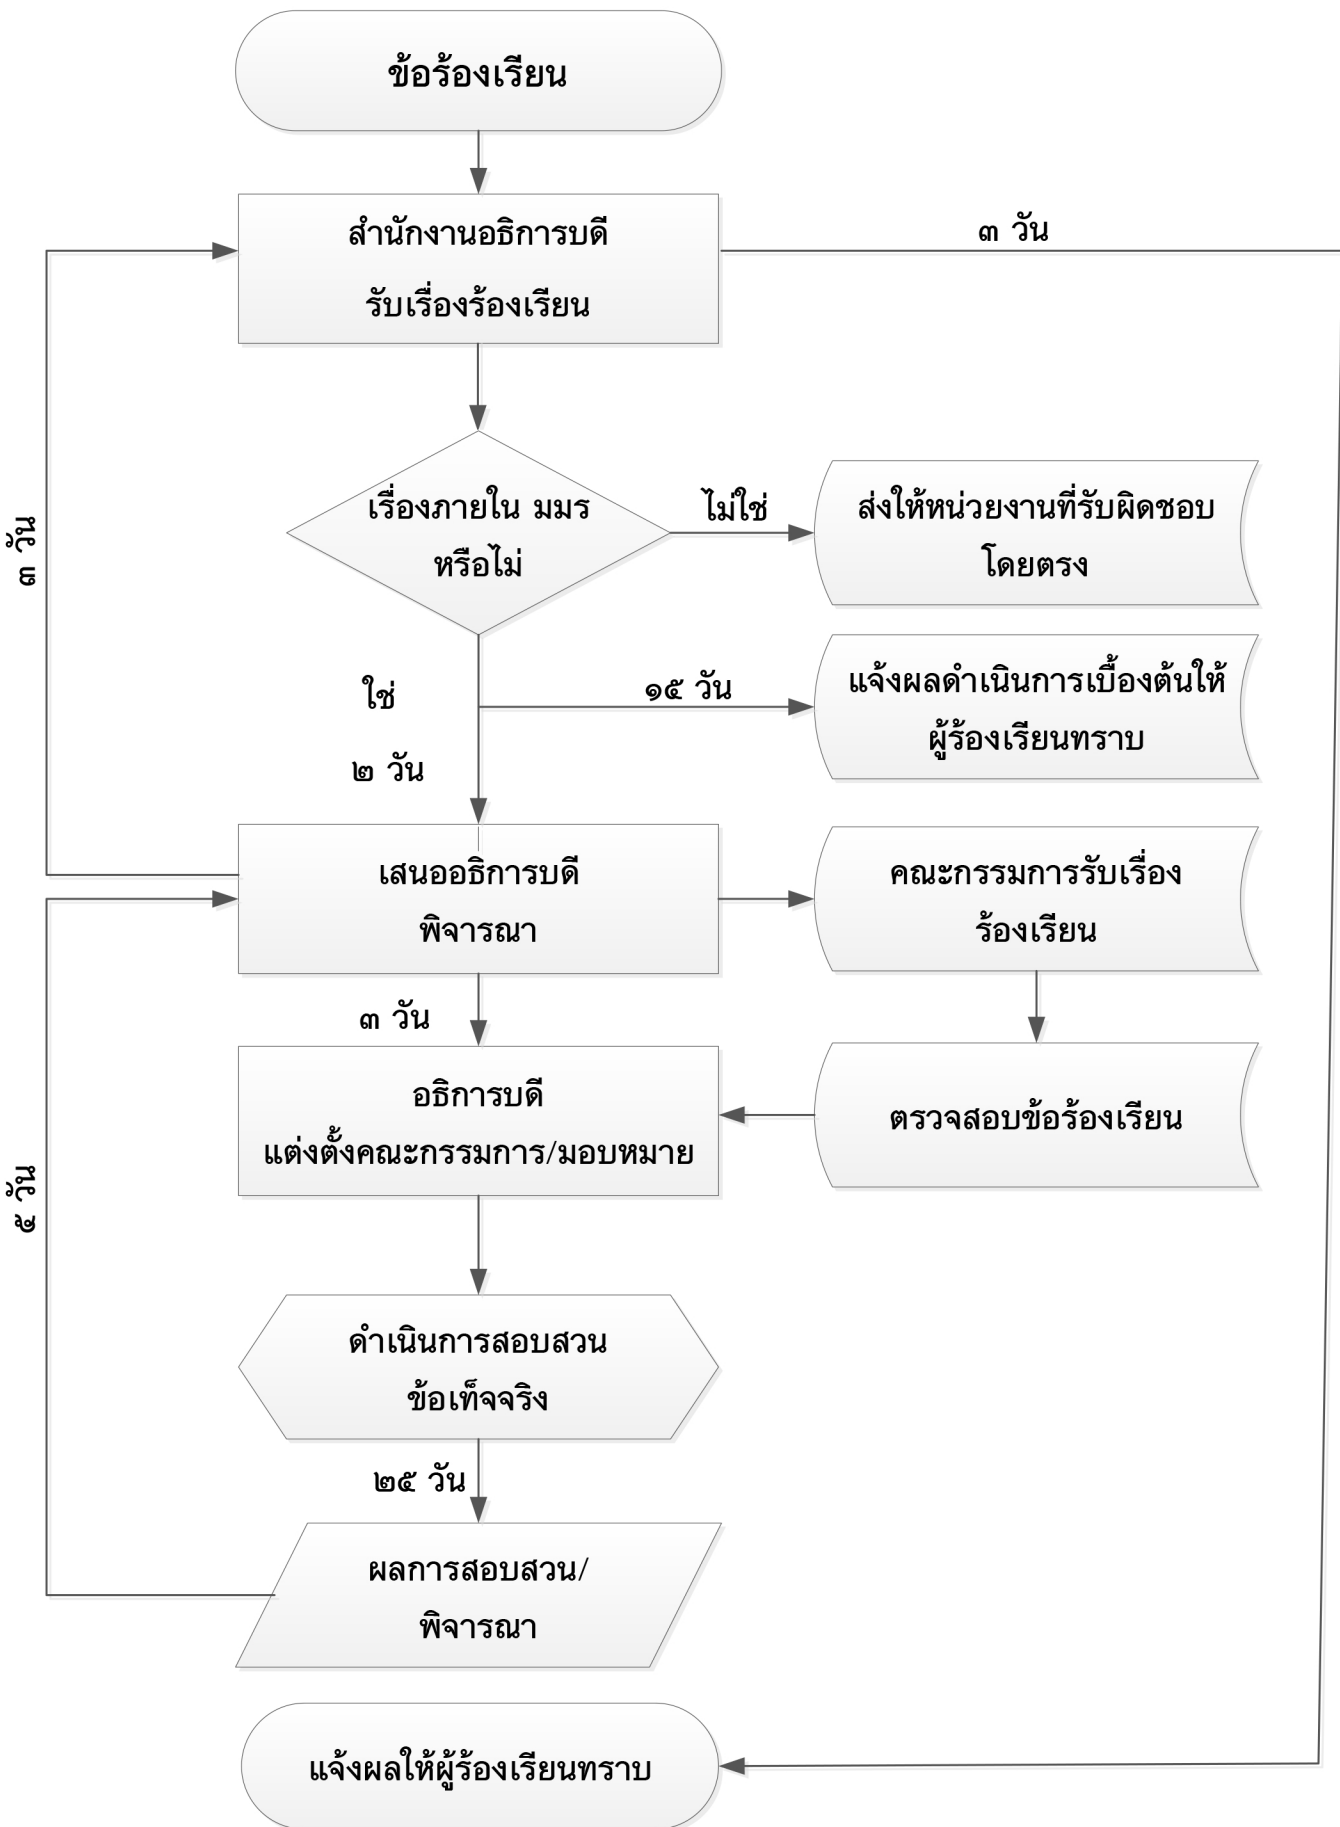 ข้อร้องเรียน
สำนักงานอธิการบดี
รับเรื่องร้องเรียน
๓ วัน
เรื่องภายใน มมร
หรือไม่
ไม่ใช่
ส่งให้หน่วยงานที่รับผิดชอบ
โดยตรง
๓ วัน
ใช่
๒ วัน
๑๕ วัน
แจ้งผลดำเนินการเบื้องต้นให้
ผู้ร้องเรียนทราบ
เสนออธิการบดี
พิจารณา
คณะกรรมการรับเรื่อง
ร้องเรียน
๓ วัน
อธิการบดี
แต่งตั้งคณะกรรมการ/มอบหมาย
ตรวจสอบข้อร้องเรียน
๕ วัน
ดำเนินการสอบสวน
ข้อเท็จจริง
๒๕ วัน
ผลการสอบสวน/
พิจารณา
แจ้งผลให้ผู้ร้องเรียนทราบ